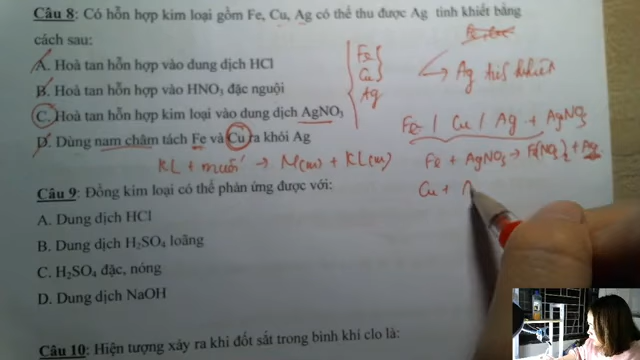 Câu 8: Có hỗn hợp kim loại gồm Fe, Cu, Ag có thể thu được Ag tinh khiết bằng
cách sau:
A. Hoà tan hỗn hợp vào dung dịch HCl
B. Hoà tan hỗn hợp vào HNO₃ đặc nguội
C. Hoà tan hỗn hợp kim loại vào dung dịch AgNO₃
D. Dùng nam châm tách Fe và Cu ra khỏi Ag
Fe
Cu
Ag
Ag tinh khiết
Fe / Cu / Ag + AgNO₃
KL + muối → M(m) + KL(m)
Fe + AgNO₃ → Fe(NO₃)₂ + Ag
Cu +
Câu 9: Đồng kim loại có thể phản ứng được với:
A. Dung dịch HCl
B. Dung dịch H₂SO₄ loãng
C. H₂SO₄ đặc, nóng
D. Dung dịch NaOH
Câu 10: Hiện tượng xảy ra khi đốt sắt trong bình khí clo là: